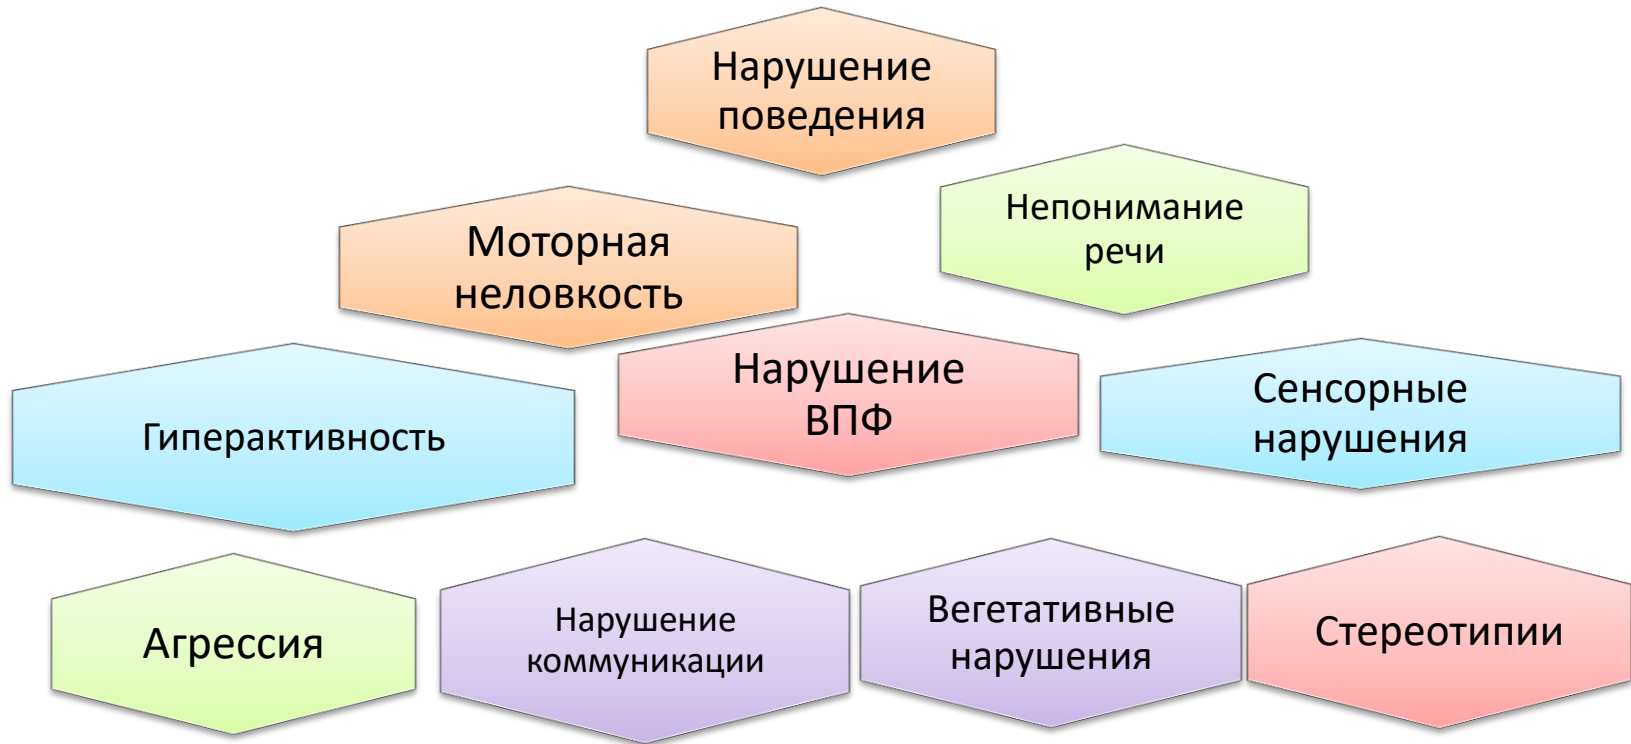 Нарушение
поведения
Непонимание
речи
Моторная
неловкость
Нарушение
ВПФ
Сенсорные
нарушения
Гиперактивность
Агрессия
Нарушение
коммуникации
Вегетативные
нарушения
Стереотипии